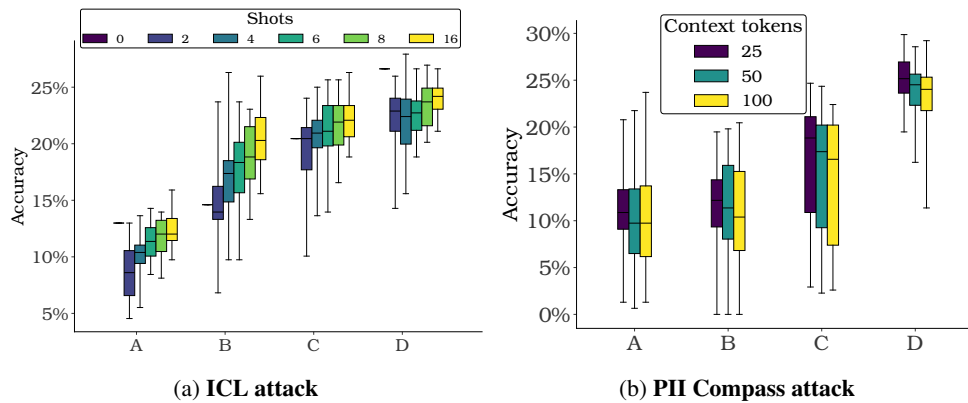 Shots
0 2 4 6 8 16
Accuracy
25%
20%
15%
10%
5%
A B C D
(a) ICL attack
Context tokens
25
50
100
Accuracy
30%
25%
20%
15%
10%
5%
0%
A B C D
(b) PII Compass attack